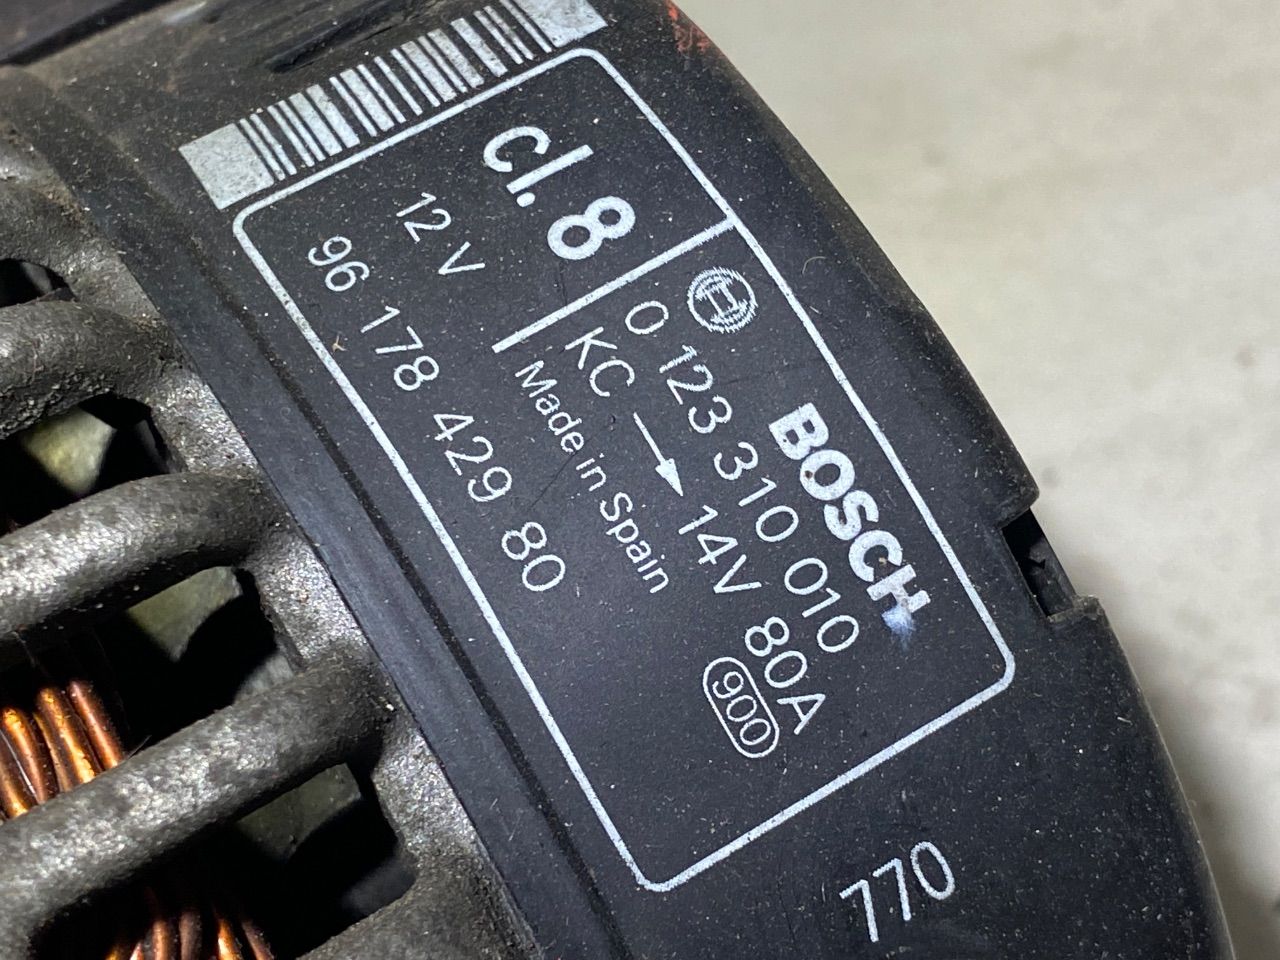 cl. 8
12 V
96 178 429 80
BOSCH
0 123 310 010
KC → 14V 80A
Made in Spain
900
770